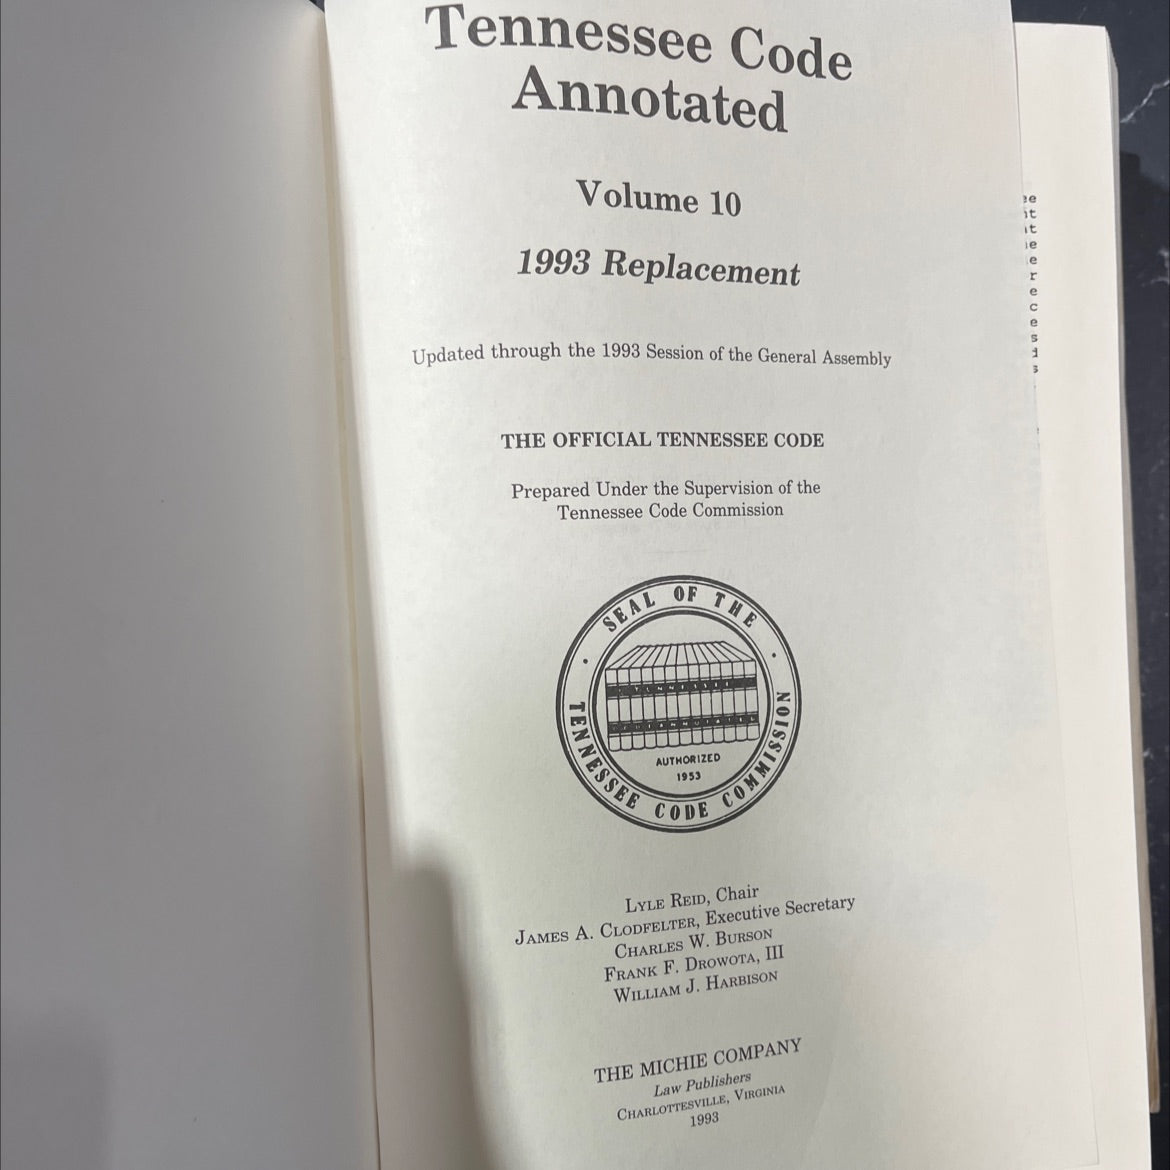 Tennessee Code
Annotated
Volume 10
1993 Replacement
Updated through the 1993 Session of the General Assembly
THE OFFICIAL TENNESSEE CODE
Prepared Under the Supervision of the
Tennessee Code Commission
SEAL OF THE
TENNESSEE CODE COMMISSION
AUTHORIZED
1953
LYLE REID, Chair
JAMES A. CLODFELTER, Executive Secretary
CHARLES W. BURSON
FRANK F. DROWOTA, III
WILLIAM J. HARBISON
THE MICHIE COMPANY
Law Publishers
CHARLOTTESVILLE, VIRGINIA
1993